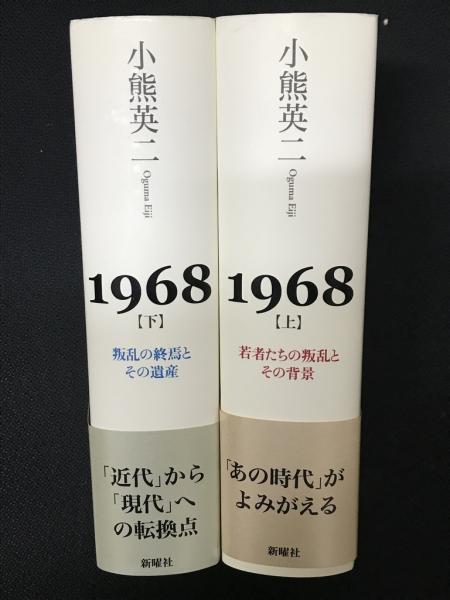 小熊英二
Oguma Eiji
1968
【下】
叛乱の終焉と
その遺産
「近代」から
「現代」へ
の転換点
新曜社
小熊英二
Oguma Eiji
1968
【上】
若者たちの叛乱と
その背景
「あの時代」が
よみがえる
新曜社